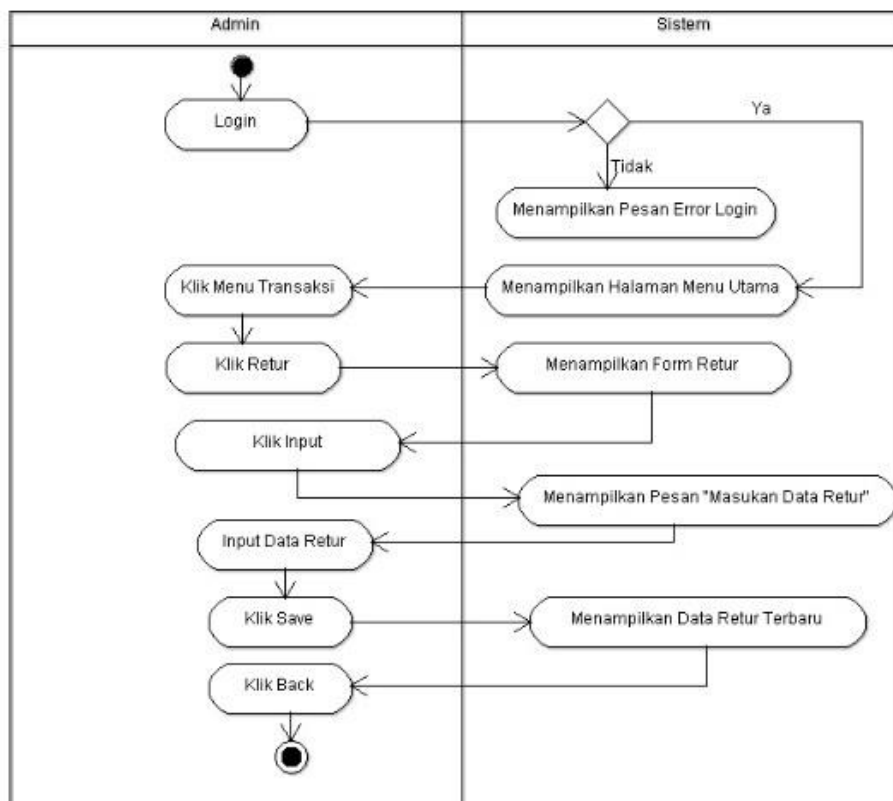 Admin
Sistem
Login
Ya
Tidak
Menampilkan Pesan Error Login
Klik Menu Transaksi
Menampilkan Halaman Menu Utama
Klik Retur
Menampilkan Form Retur
Klik Input
Menampilkan Pesan "Masukan Data Retur"
Input Data Retur
Klik Save
Menampilkan Data Retur Terbaru
Klik Back